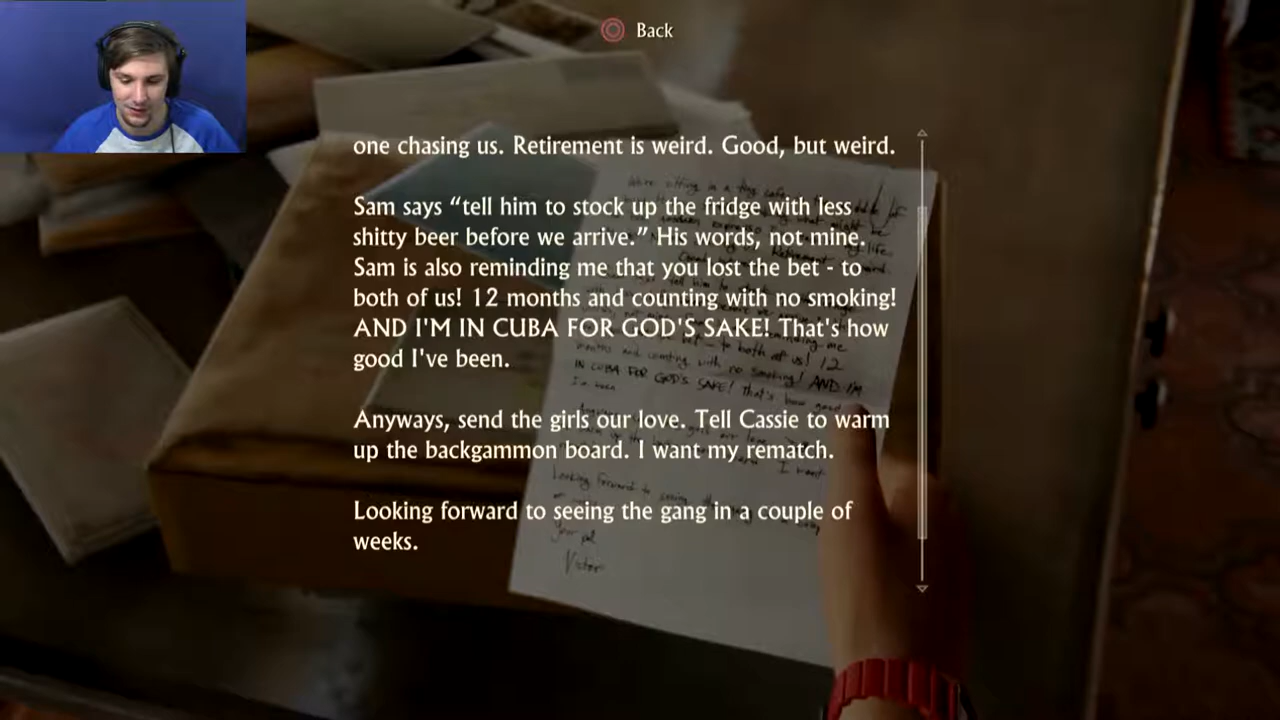 Back
one chasing us. Retirement is weird. Good, but weird.
Sam says “tell him to stock up the fridge with less
shitty beer before we arrive.” His words, not mine.
Sam is also reminding me that you lost the bet - to
both of us! 12 months and counting with no smoking!
AND I'M IN CUBA FOR GOD'S SAKE! That's how
good I've been.
Anyways, send the girls our love. Tell Cassie to warm
up the backgammon board. I want my rematch.
Looking forward to seeing the gang in a couple of
weeks.
Your pal
Victor